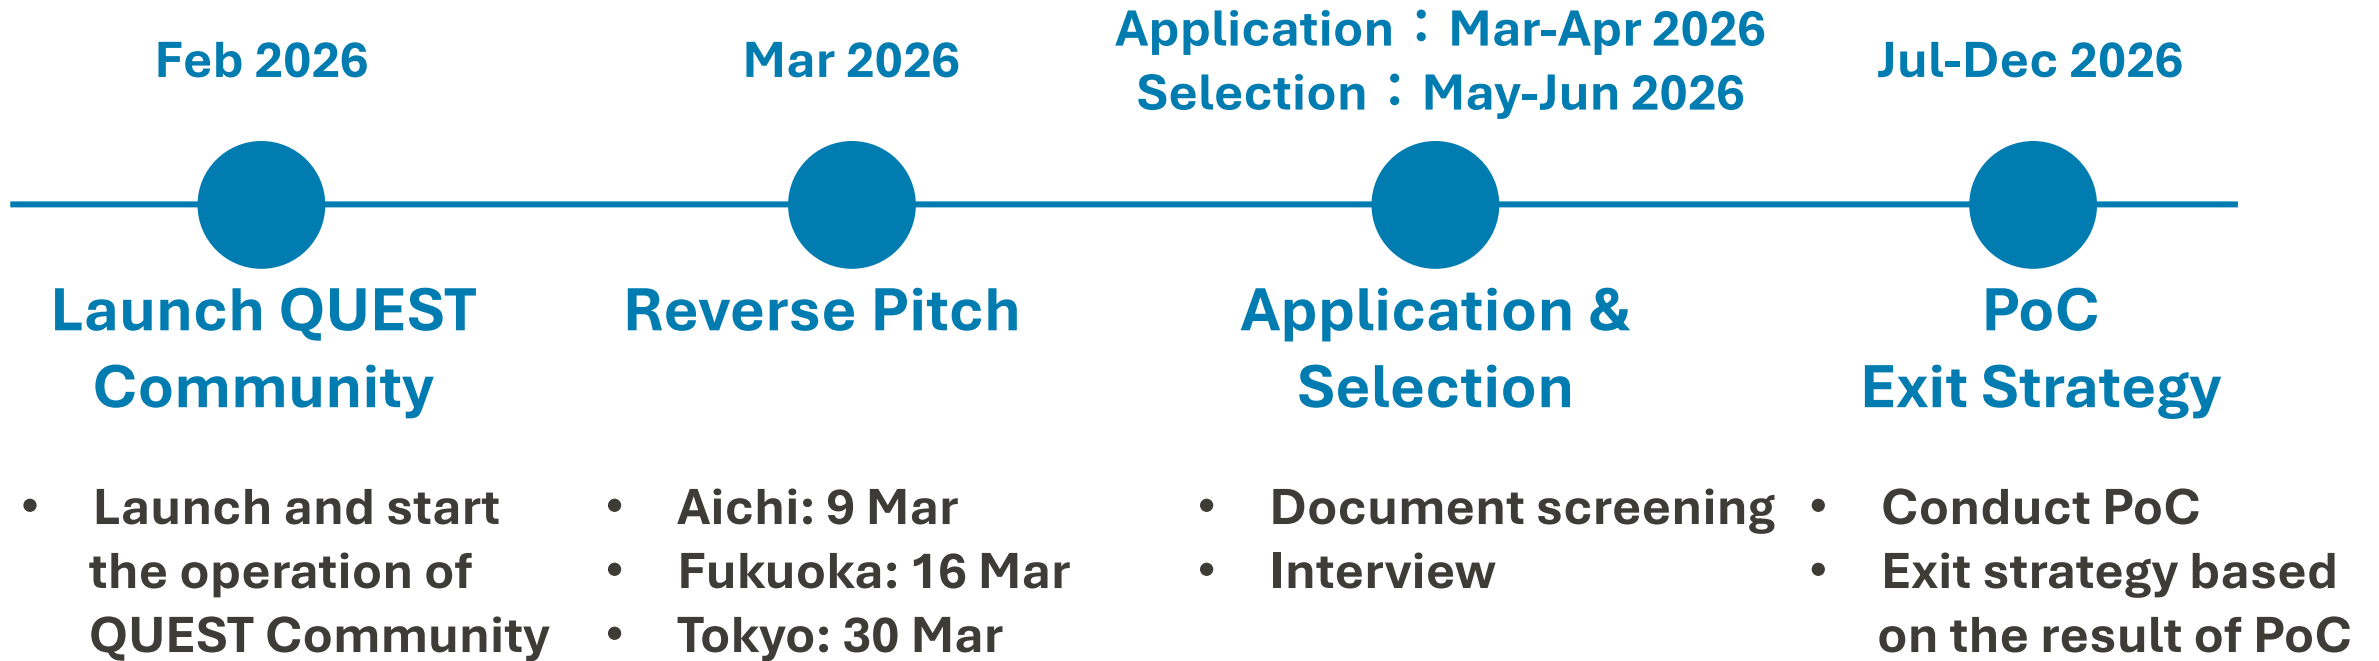 Feb 2026
Launch QUEST
Community
• Launch and start
the operation of
QUEST Community
Mar 2026
Reverse Pitch
• Aichi: 9 Mar
• Fukuoka: 16 Mar
• Tokyo: 30 Mar
Application：Mar-Apr 2026
Selection：May-Jun 2026
Application &
Selection
• Document screening
• Interview
Jul-Dec 2026
PoC
Exit Strategy
• Conduct PoC
• Exit strategy based
on the result of PoC